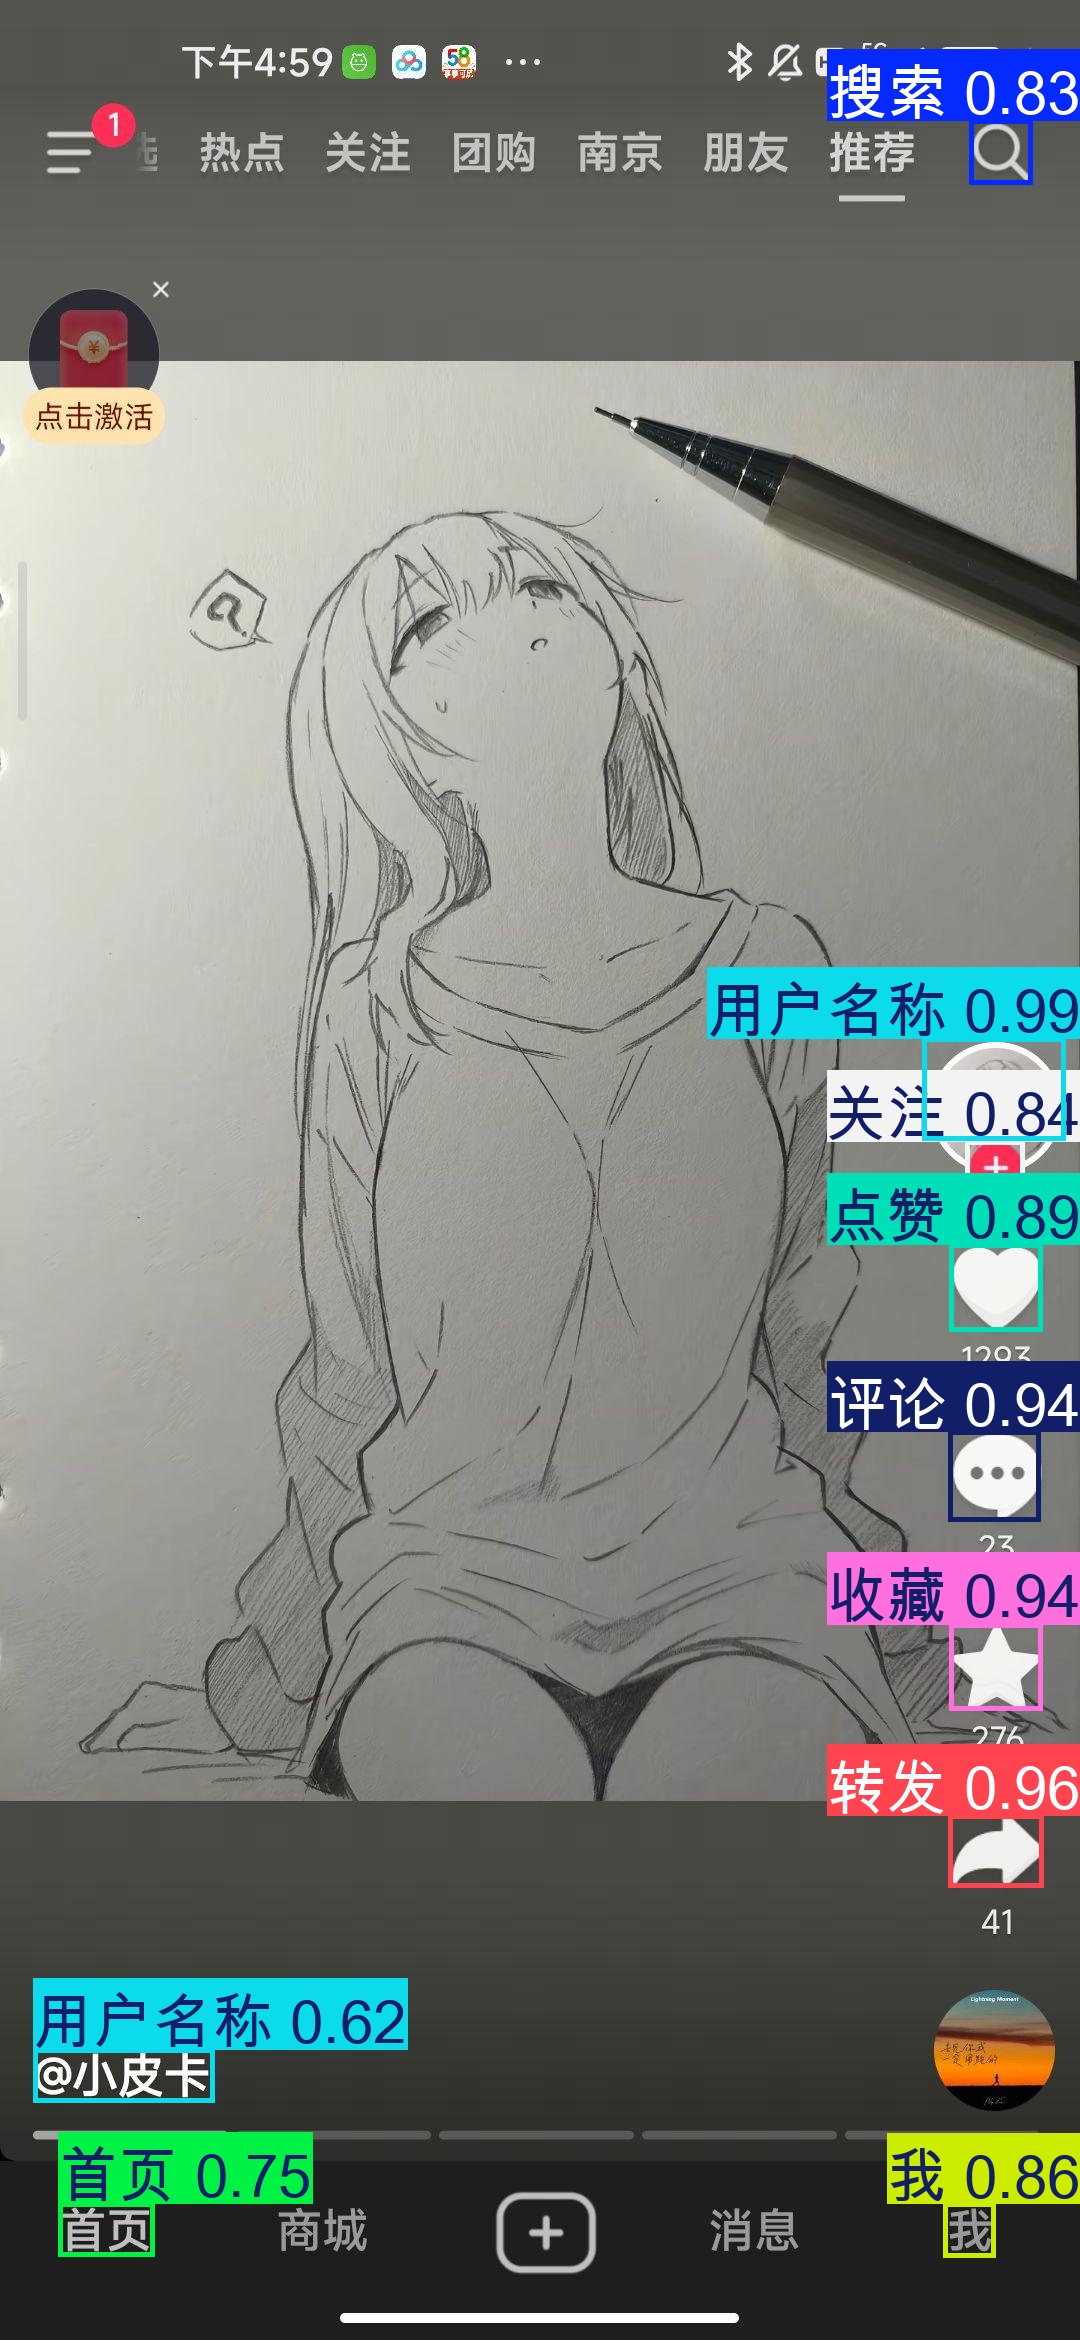 下午4:59
58
搜索 0.83
1
热点 关注 团购 南京 朋友 推荐
点击激活
?
用户名称 0.99
关注 0.84
点赞 0.89
1293
评论 0.94
23
收藏 0.94
276
转发 0.96
41
Lightning Moment
用户名称 0.62
@小皮卡
首页 0.75
我 0.86
首页 商城 消息 我